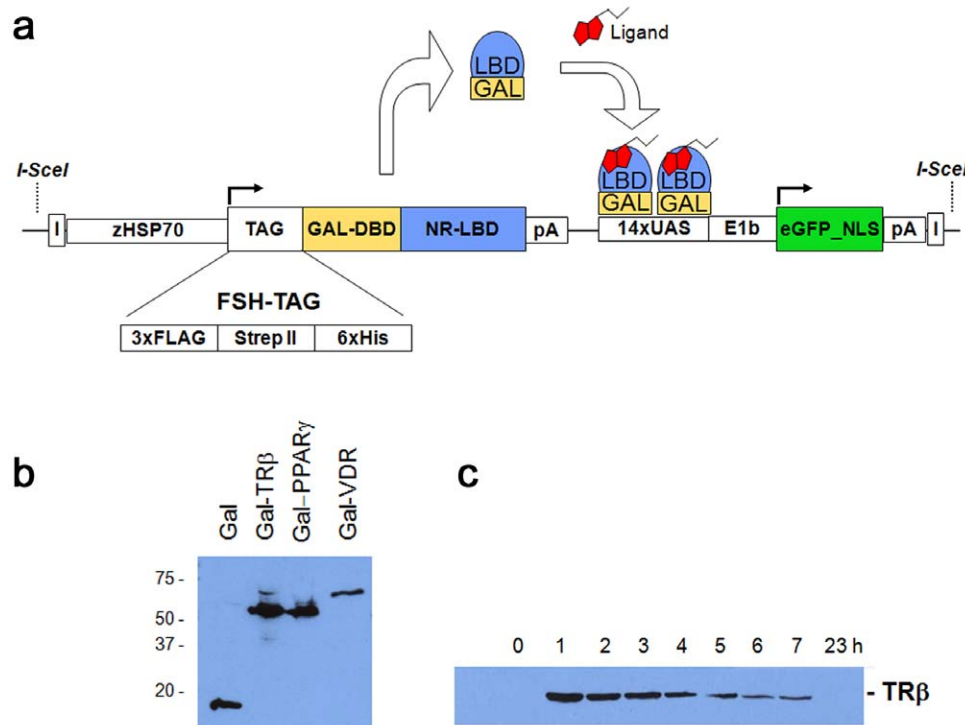 a
Ligand
LBD
GAL
LBD LBD
GAL GAL
I-SceI I-SceI
I zHSP70 TAG GAL-DBD NR-LBD pA 14xUAS E1b eGFP_NLS pA I
FSH-TAG
3xFLAG Strep II 6xHis
b
Gal Gal-TRβ Gal-PPARγ Gal-VDR
75 -
50 -
37 -
20 -
c
0 1 2 3 4 5 6 7 23 h
- TRβ